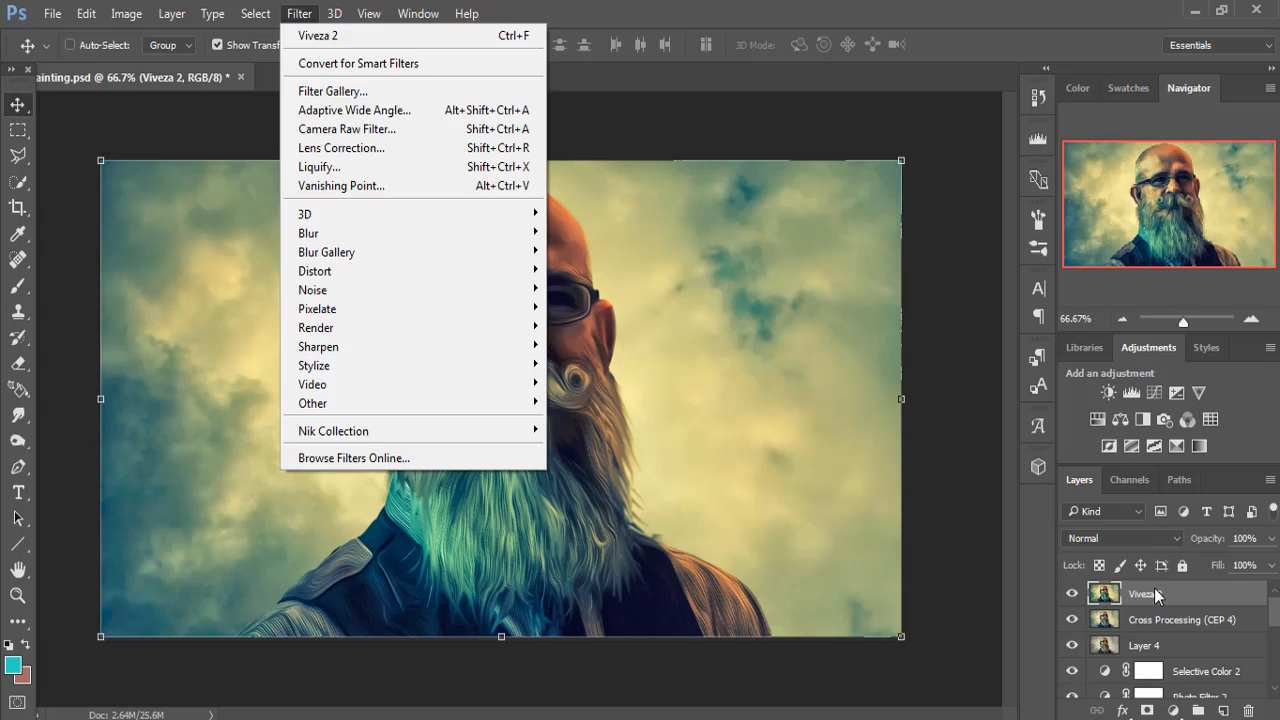 Ps File Edit Image Layer Type Select Filter 3D View Window Help
Auto-Select: Group Show Transf 3D Mode: Essentials
ainting.psd @ 66.7% (Viveza 2, RGB/8) * ×
Viveza 2 Ctrl+F
Convert for Smart Filters
Filter Gallery...
Adaptive Wide Angle... Alt+Shift+Ctrl+A
Camera Raw Filter... Shift+Ctrl+A
Lens Correction... Shift+Ctrl+R
Liquify... Shift+Ctrl+X
Vanishing Point... Alt+Ctrl+V
3D
Blur
Blur Gallery
Distort
Noise
Pixelate
Render
Sharpen
Stylize
Video
Other
Nik Collection
Browse Filters Online...
Color Swatches Navigator
66.67%
Libraries Adjustments Styles
Add an adjustment
Layers Channels Paths
Kind
Normal Opacity: 100%
Lock: Fill: 100%
Viveza
Cross Processing (CEP 4)
Layer 4
Selective Color 2
Photo Filter 2
Doc: 2.64M/25.6M